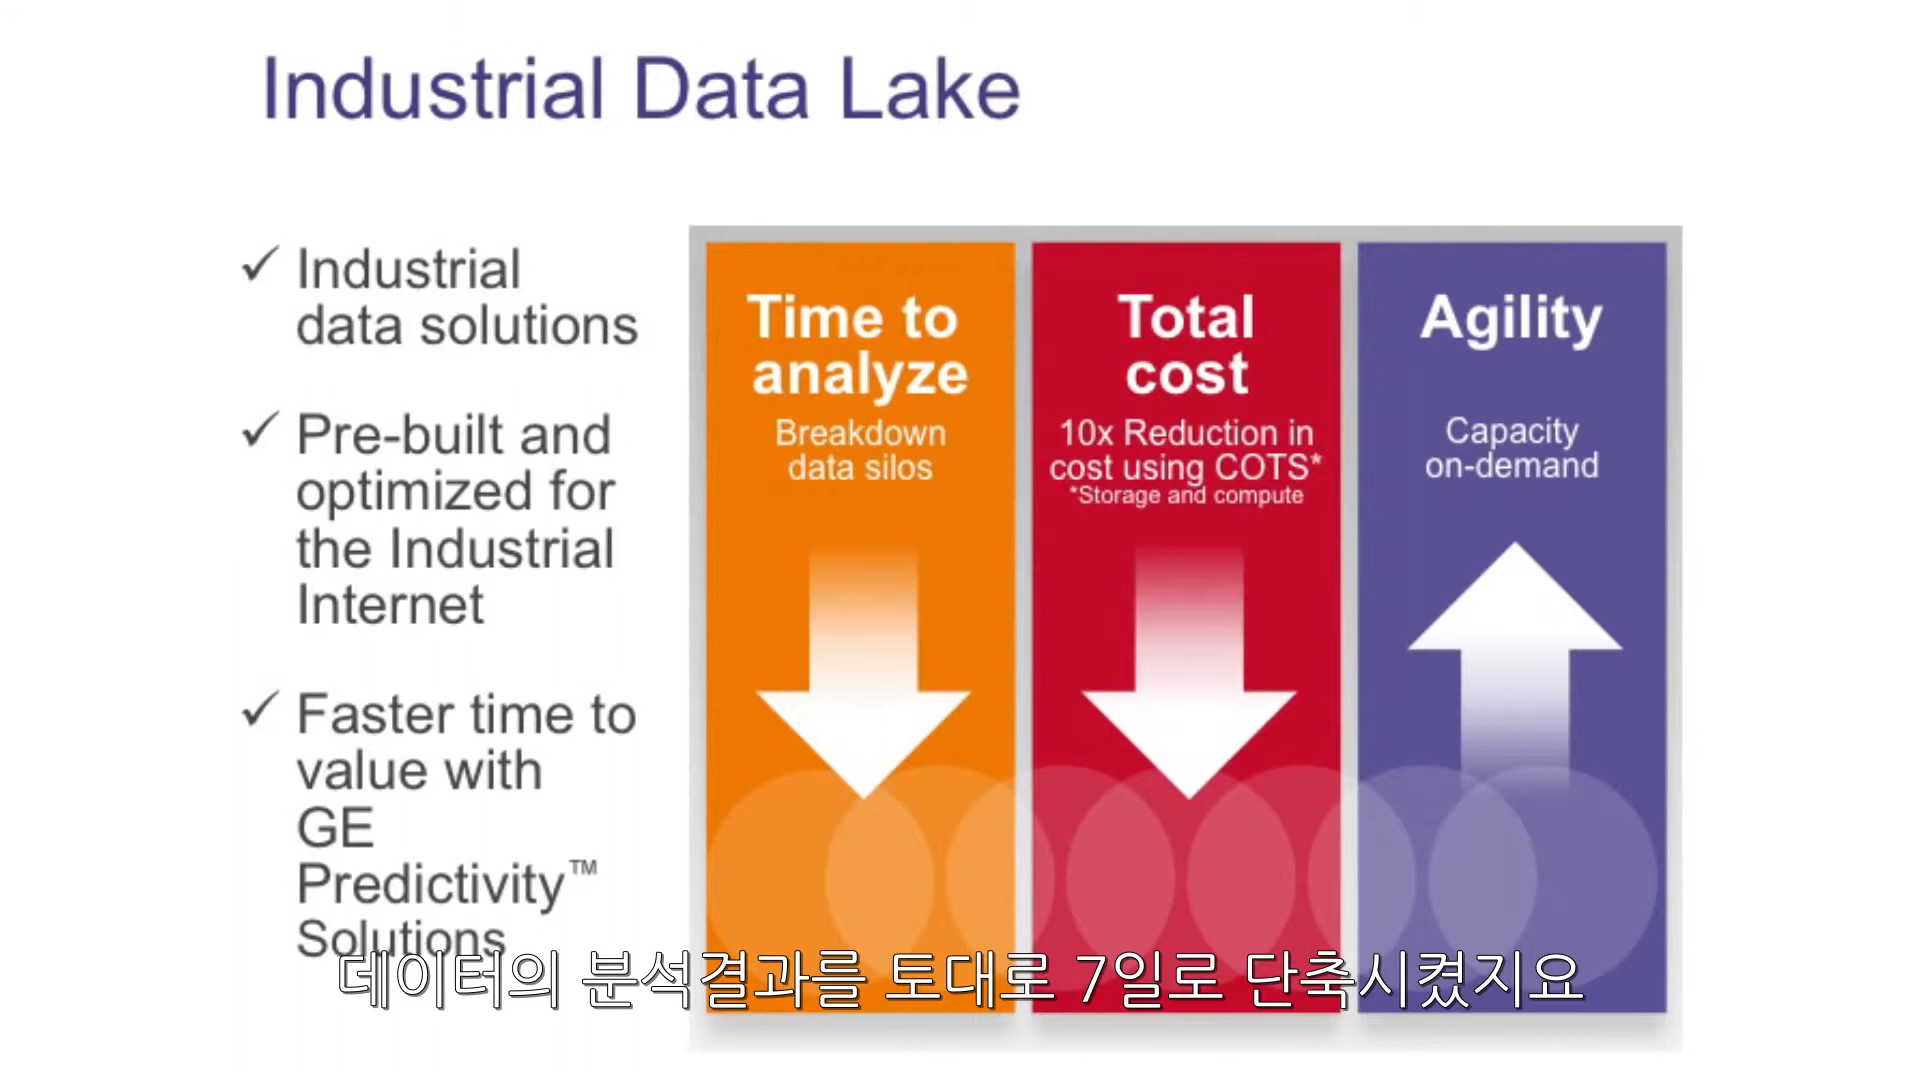 Industrial Data Lake
✓ Industrial
data solutions
✓ Pre-built and
optimized for
the Industrial
Internet
✓ Faster time to
value with
GE
Predictivity™
Solutions
Time to
analyze
Breakdown
data silos
Total
cost
10x Reduction in
cost using COTS*
*Storage and compute
Agility
Capacity
on-demand
데이터의 분석결과를 토대로 7일로 단축시켰지요